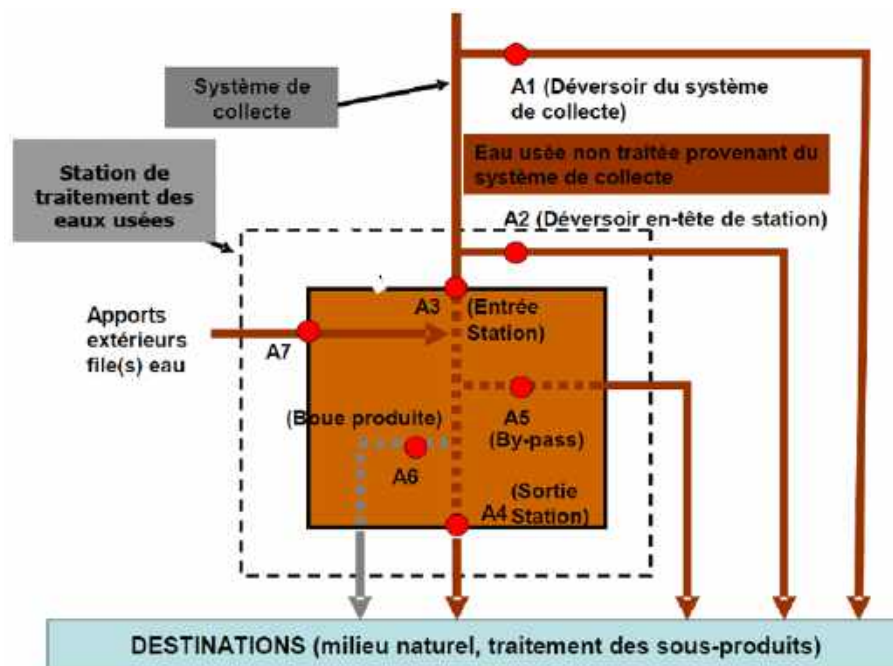 Système de
collecte
A1 (Déversoir du système
de collecte)
Station de
traitement des
eaux usées
Eau usée non traitée provenant du
système de collecte
A2 (Déversoir en-tête de station)
Apports
extérieurs
file(s) eau
A7
A3
(Entrée
Station)
(Boue produite)
A6
A5
(By-pass)
A4
(Sortie
Station)
DESTINATIONS (milieu naturel, traitement des sous-produits)